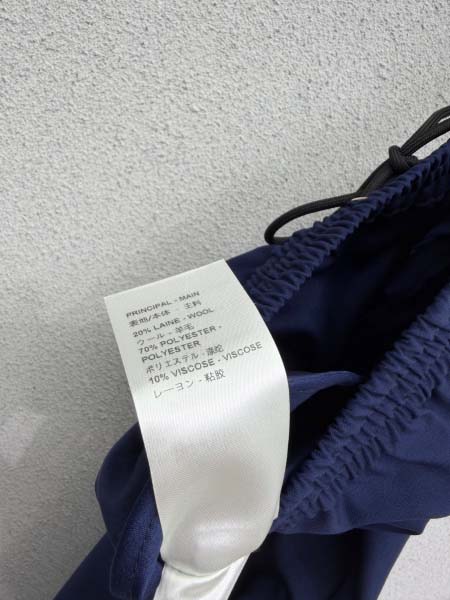 PRINCIPAL - MAIN
表地/本体 主料
20% LAINE - WOOL
ウール - 羊毛
70% POLYESTER -
POLYESTER
ポリエステル - 涤纶
10% VISCOSE - VISCOSE
レーヨン - 粘胶